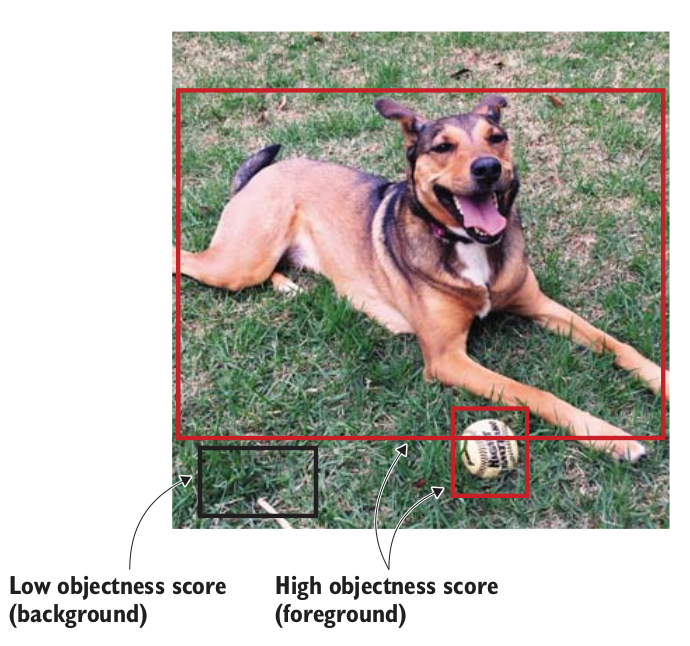 Low objectness score
(background)
High objectness score
(foreground)